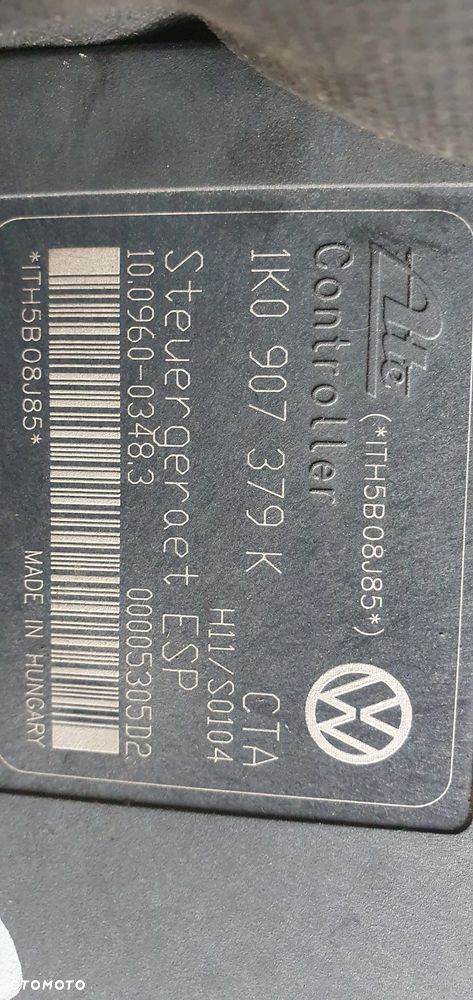 Ate (*ITH5B08J85*)
Controller
1K0 907 379 K CTA
H11/S0104
Steuergeraet ESP
10.0960-0348.3 00005305D2
*ITH5B08J85* MADE IN HUNGARY
OTOMOTO